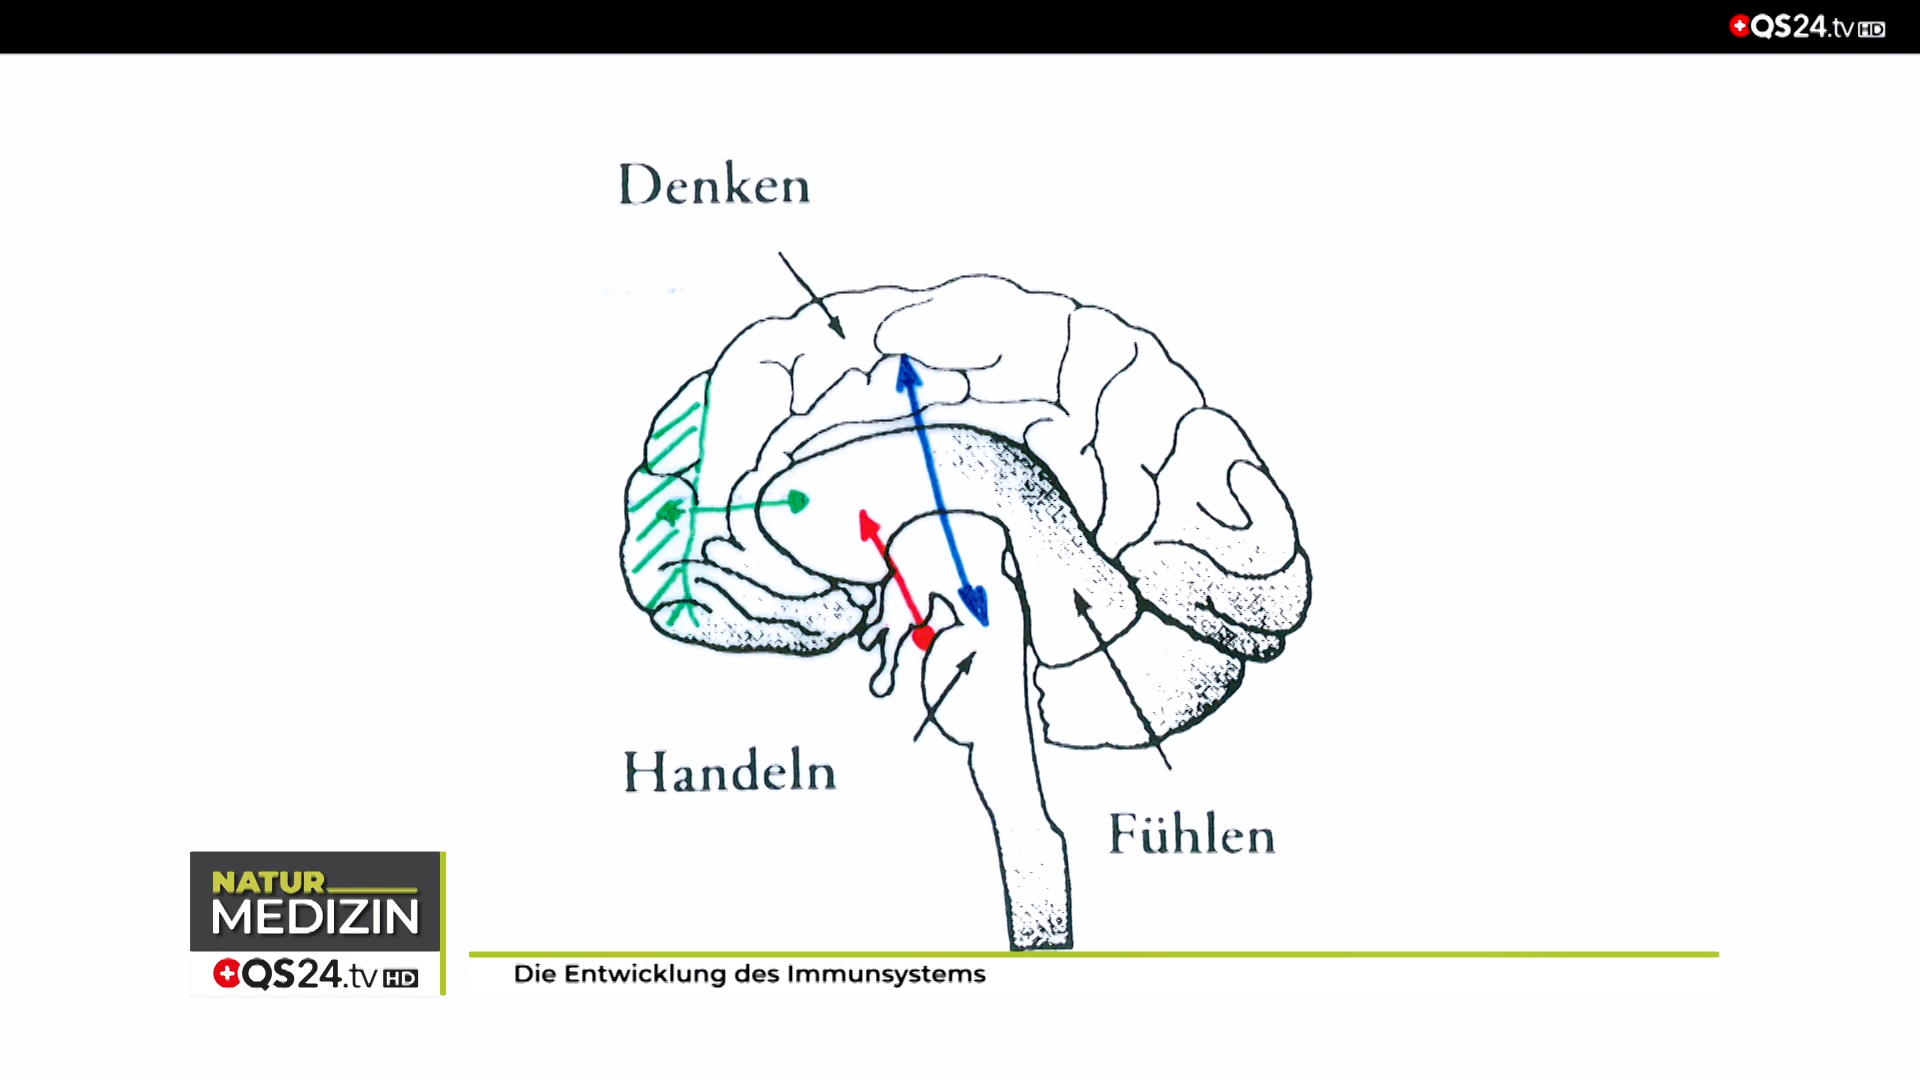 QS24.tv HD
Denken
Handeln
Fühlen
NATUR
MEDIZIN
QS24.tv HD
Die Entwicklung des Immunsystems